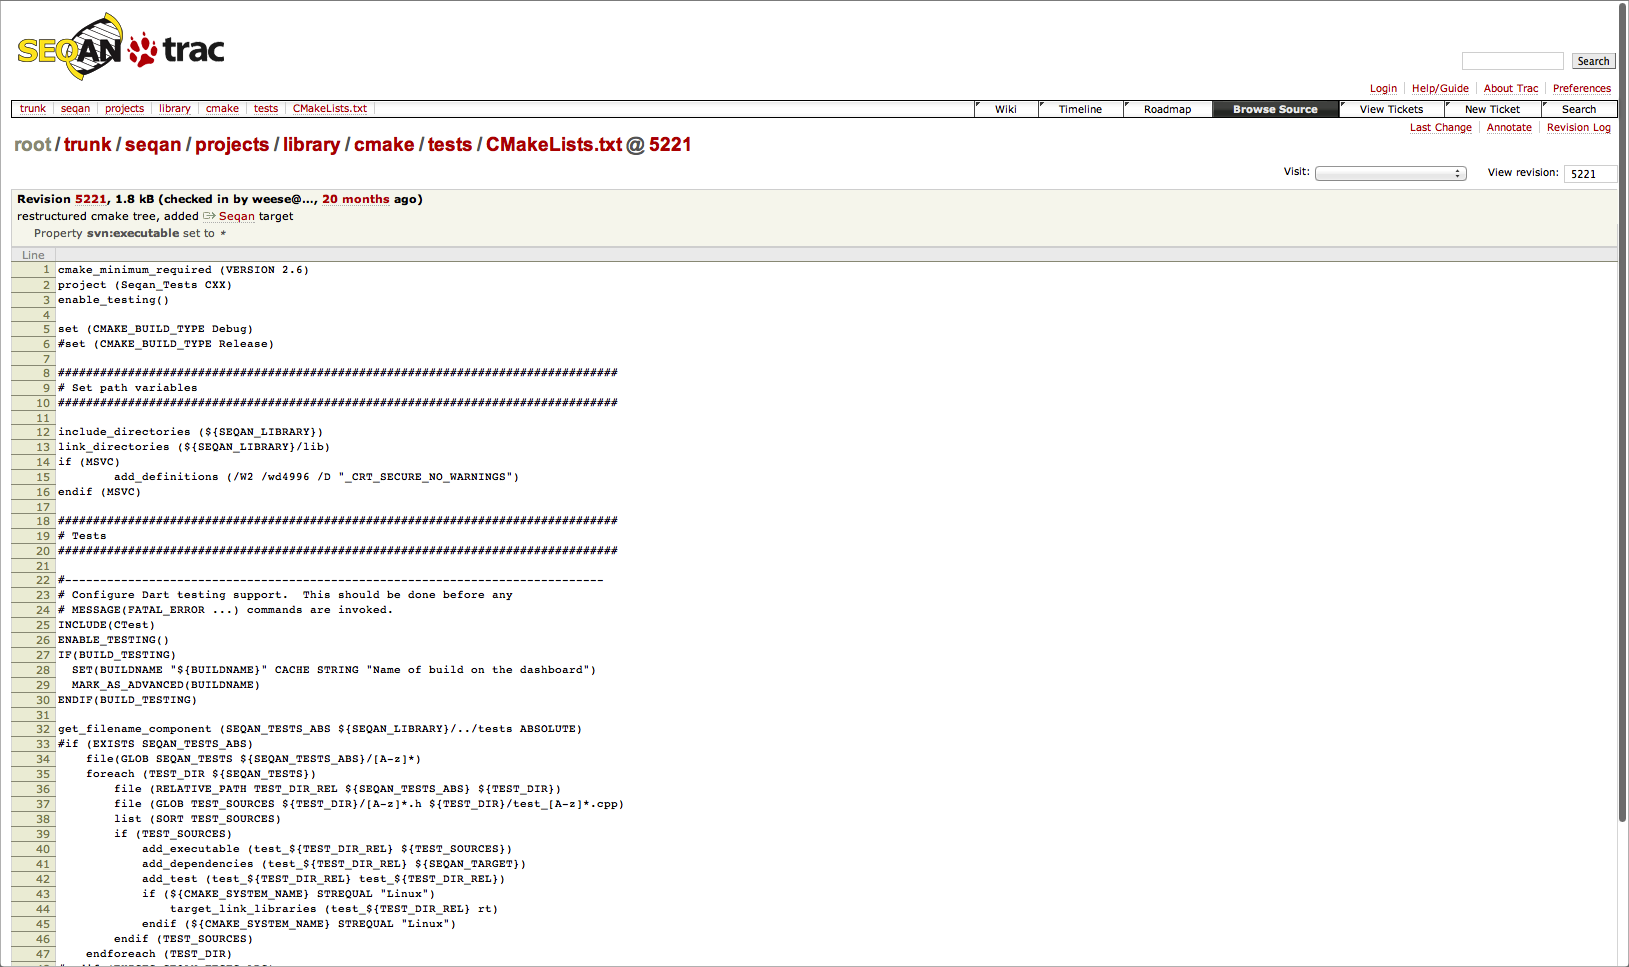 SEQAN trac
Search
Login Help/Guide About Trac Preferences
trunk seqan projects library cmake tests CMakeLists.txt Wiki Timeline Roadmap Browse Source View Tickets New Ticket Search
Last Change Annotate Revision Log
root / trunk / seqan / projects / library / cmake / tests / CMakeLists.txt @ 5221
Visit: View revision: 5221
Revision 5221, 1.8 kB (checked in by weese@..., 20 months ago)
restructured cmake tree, added Seqan target
Property svn:executable set to *
Line
1 cmake_minimum_required (VERSION 2.6)
2 project (Seqan_Tests CXX)
3 enable_testing()
4
5 set (CMAKE_BUILD_TYPE Debug)
6 #set (CMAKE_BUILD_TYPE Release)
7
8 ################################################################################
9 # Set path variables
10 ################################################################################
11
12 include_directories (${SEQAN_LIBRARY})
13 link_directories (${SEQAN_LIBRARY}/lib)
14 if (MSVC)
15 add_definitions (/W2 /wd4996 /D "_CRT_SECURE_NO_WARNINGS")
16 endif (MSVC)
17
18 ################################################################################
19 # Tests
20 ################################################################################
21
22 #-----------------------------------------------------------------------------
23 # Configure Dart testing support.  This should be done before any
24 # MESSAGE(FATAL_ERROR ...) commands are invoked.
25 INCLUDE(CTest)
26 ENABLE_TESTING()
27 IF(BUILD_TESTING)
28 SET(BUILDNAME "${BUILDNAME}" CACHE STRING "Name of build on the dashboard")
29 MARK_AS_ADVANCED(BUILDNAME)
30 ENDIF(BUILD_TESTING)
31
32 get_filename_component (SEQAN_TESTS_ABS ${SEQAN_LIBRARY}/../tests ABSOLUTE)
33 #if (EXISTS SEQAN_TESTS_ABS)
34 file(GLOB SEQAN_TESTS ${SEQAN_TESTS_ABS}/[A-z]*)
35 foreach (TEST_DIR ${SEQAN_TESTS})
36 file (RELATIVE_PATH TEST_DIR_REL ${SEQAN_TESTS_ABS} ${TEST_DIR})
37 file (GLOB TEST_SOURCES ${TEST_DIR}/[A-z]*.h ${TEST_DIR}/test_[A-z]*.cpp)
38 list (SORT TEST_SOURCES)
39 if (TEST_SOURCES)
40 add_executable (test_${TEST_DIR_REL} ${TEST_SOURCES})
41 add_dependencies (test_${TEST_DIR_REL} ${SEQAN_TARGET})
42 add_test (test_${TEST_DIR_REL} test_${TEST_DIR_REL})
43 if (${CMAKE_SYSTEM_NAME} STREQUAL "Linux")
44 target_link_libraries (test_${TEST_DIR_REL} rt)
45 endif (${CMAKE_SYSTEM_NAME} STREQUAL "Linux")
46 endif (TEST_SOURCES)
47 endforeach (TEST_DIR)